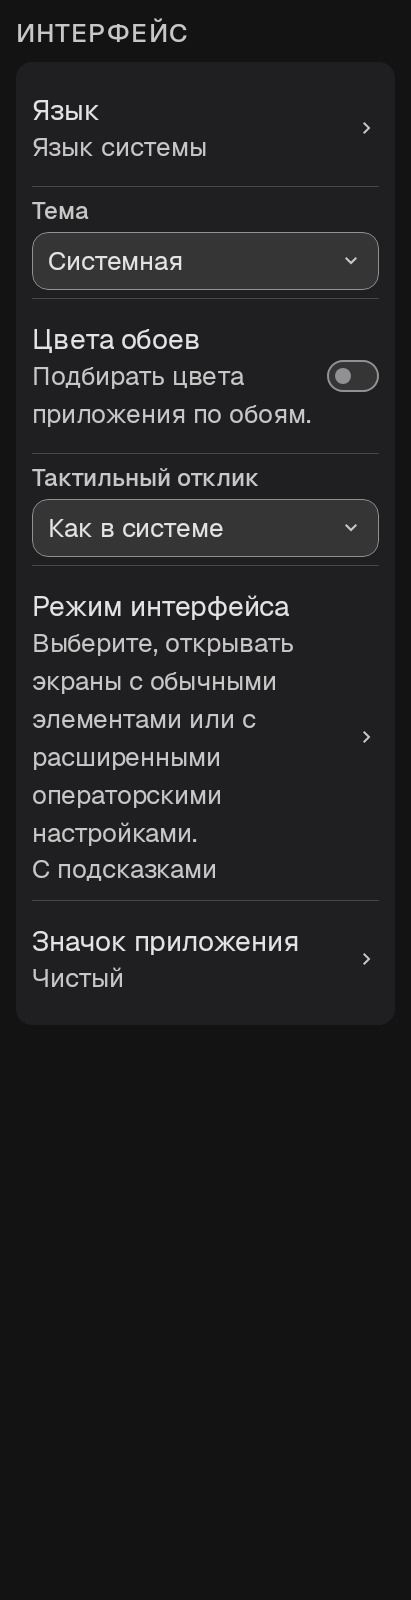 ИНТЕРФЕЙС
Язык
Язык системы
Тема
Системная
Цвета обоев
Подбирать цвета
приложения по обоям.
Тактильный отклик
Как в системе
Режим интерфейса
Выберите, открывать
экраны с обычными
элементами или с
расширенными
операторскими
настройками.
С подсказками
Значок приложения
Чистый